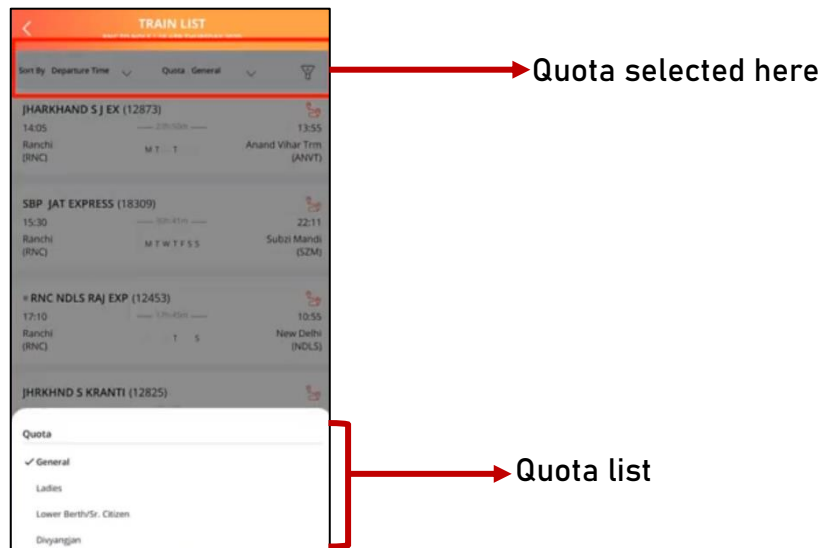 TRAIN LIST
Sort By Departure Time Quota General
Quota selected here
JHARKHAND S J EX (12873)
14:05 13:55
Ranchi M T T Anand Vihar Trm
(RNC) (ANVT)
SBP JAT EXPRESS (18309)
15:30 22:11
Ranchi M T W T F S S Subzi Mandi
(RNC) (SZM)
RNC NDLS RAJ EXP (12453)
17:10 10:55
Ranchi T S New Delhi
(RNC) (NDLS)
JHRKHND S KRANTI (12825)
Quota
General
Quota list
Ladies
Lower Berth/Sr. Citizen
Divyangjan